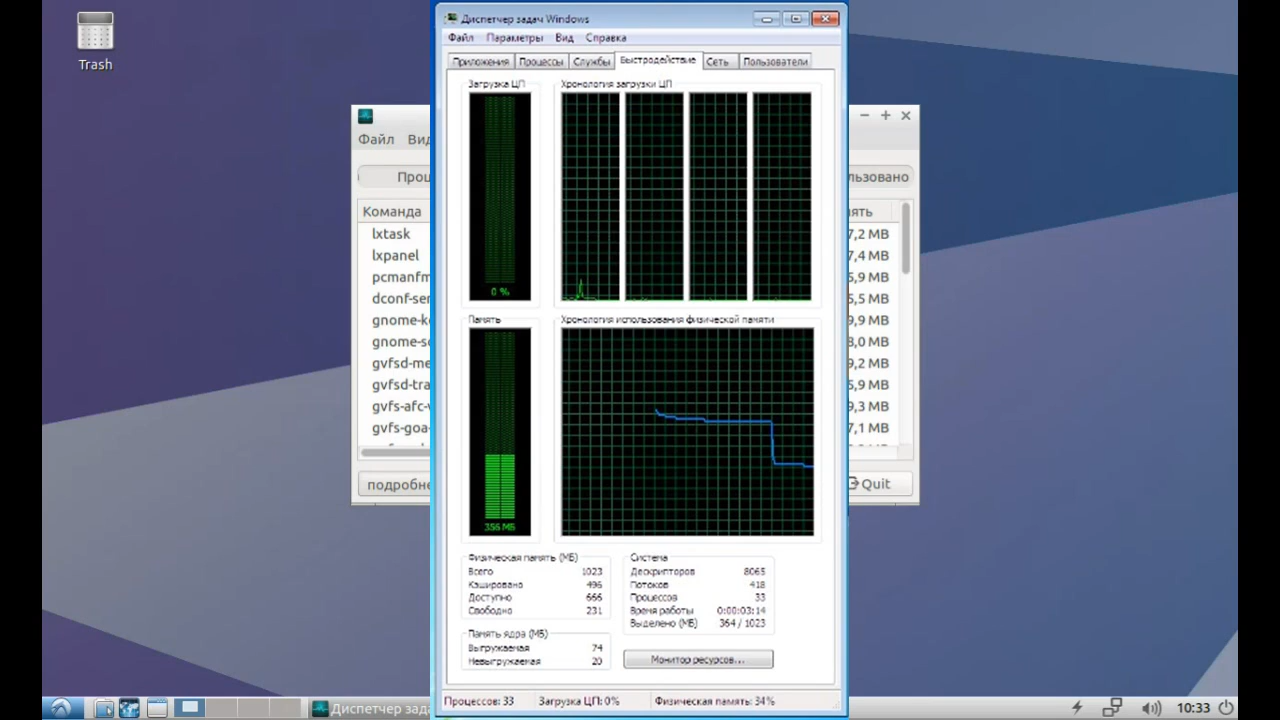 Trash
Диспетчер задач Windows
Файл Параметры Вид Справка
Приложения Процессы Службы Быстродействие Сеть Пользователи
Загрузка ЦП
Хронология загрузки ЦП
0 %
Память
Хронология использования физической памяти
356 МБ
Физическая память (МБ)
Всего 1023
Кэшировано 496
Доступно 666
Свободно 231
Система
Дескрипторов 8065
Потоков 418
Процессов 33
Время работы 0:00:03:14
Выделено (МБ) 364 / 1023
Память ядра (МБ)
Выгружаемая 74
Невыгружаемая 20
Монитор ресурсов...
Процессов: 33 Загрузка ЦП: 0% Физическая память: 34%
Файл Вид
Команда
lxtask 7,2 MB
lxpanel 7,4 MB
pcmanfm 5,9 MB
dconf-ser 5,5 MB
gnome-k 9,9 MB
gnome-s 8,0 MB
gvfsd-me 9,2 MB
gvfsd-tra 5,9 MB
gvfs-afc-v 9,3 MB
gvfs-goa- 7,1 MB
подробне Quit
Диспетчер зада 10:33